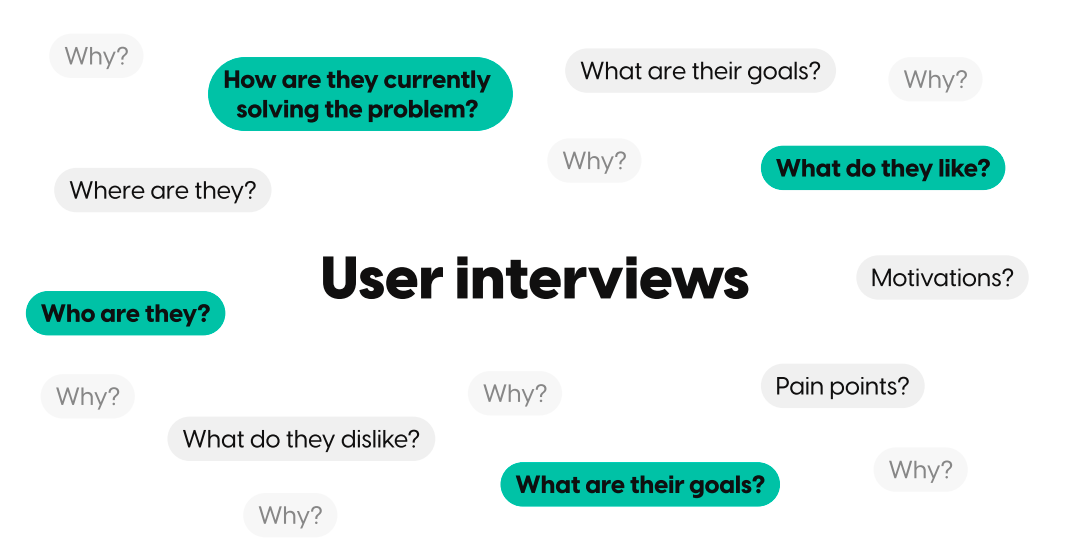 Why?
How are they currently
solving the problem?
What are their goals?
Why?
Why?
What do they like?
Where are they?
User interviews
Motivations?
Who are they?
Why?
Why?
Pain points?
What do they dislike?
Why?
What are their goals?
Why?